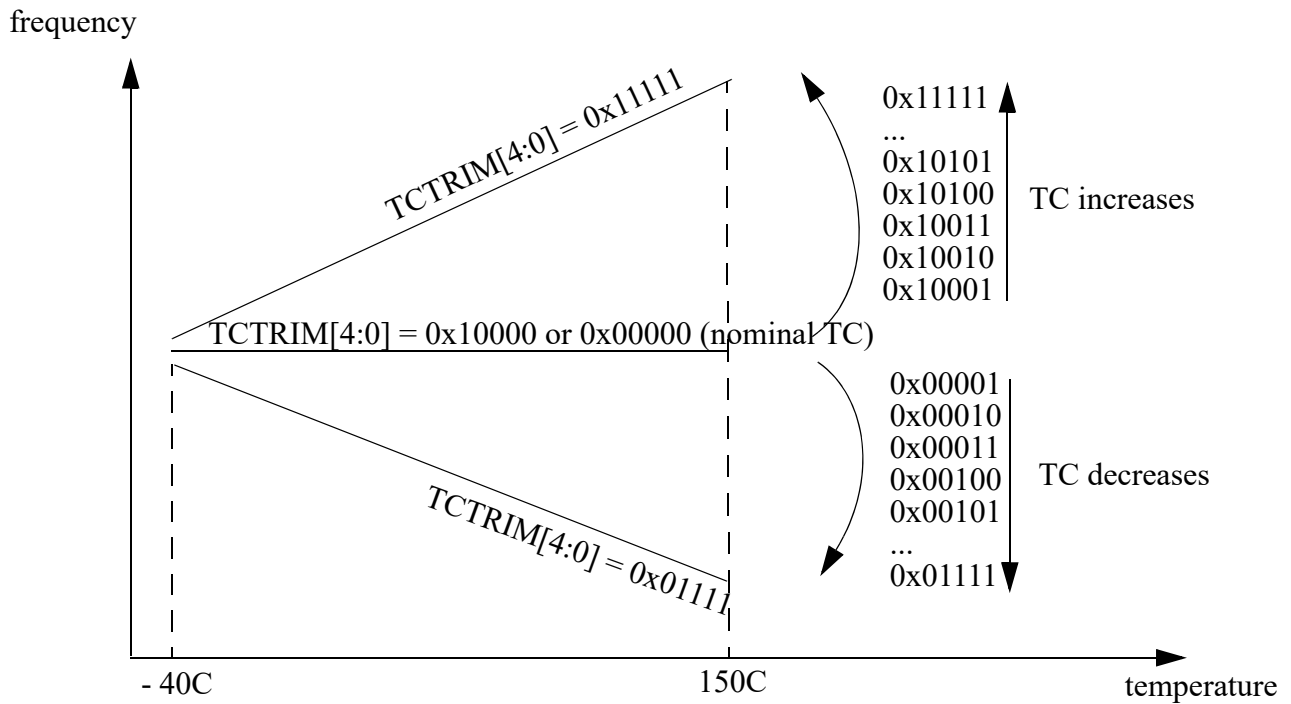 frequency
TCTRIM[4:0] = 0x11111
0x11111
...
0x10101
0x10100
0x10011
0x10010
0x10001
TC increases
TCTRIM[4:0] = 0x10000 or 0x00000 (nominal TC)
0x00001
0x00010
0x00011
0x00100
0x00101
...
0x01111
TC decreases
TCTRIM[4:0] = 0x01111
- 40C
150C
temperature